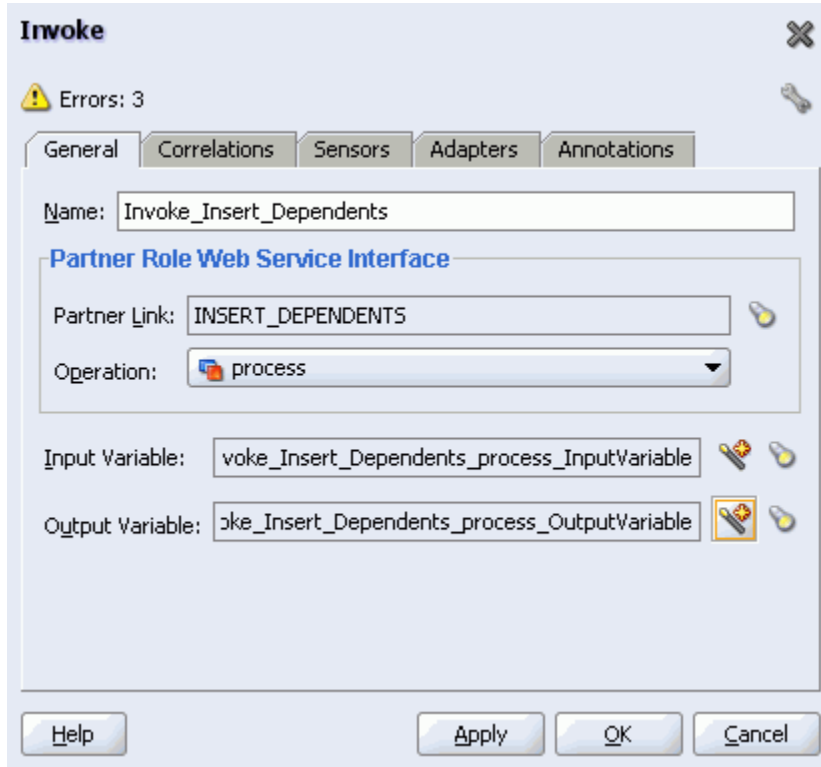 Invoke
Errors: 3
General Correlations Sensors Adapters Annotations
Name: Invoke_Insert_Dependents
Partner Role Web Service Interface
Partner Link: INSERT_DEPENDENTS
Operation: process
Input Variable: voke_Insert_Dependents_process_InputVariable
Output Variable: oke_Insert_Dependents_process_OutputVariable
Help Apply OK Cancel